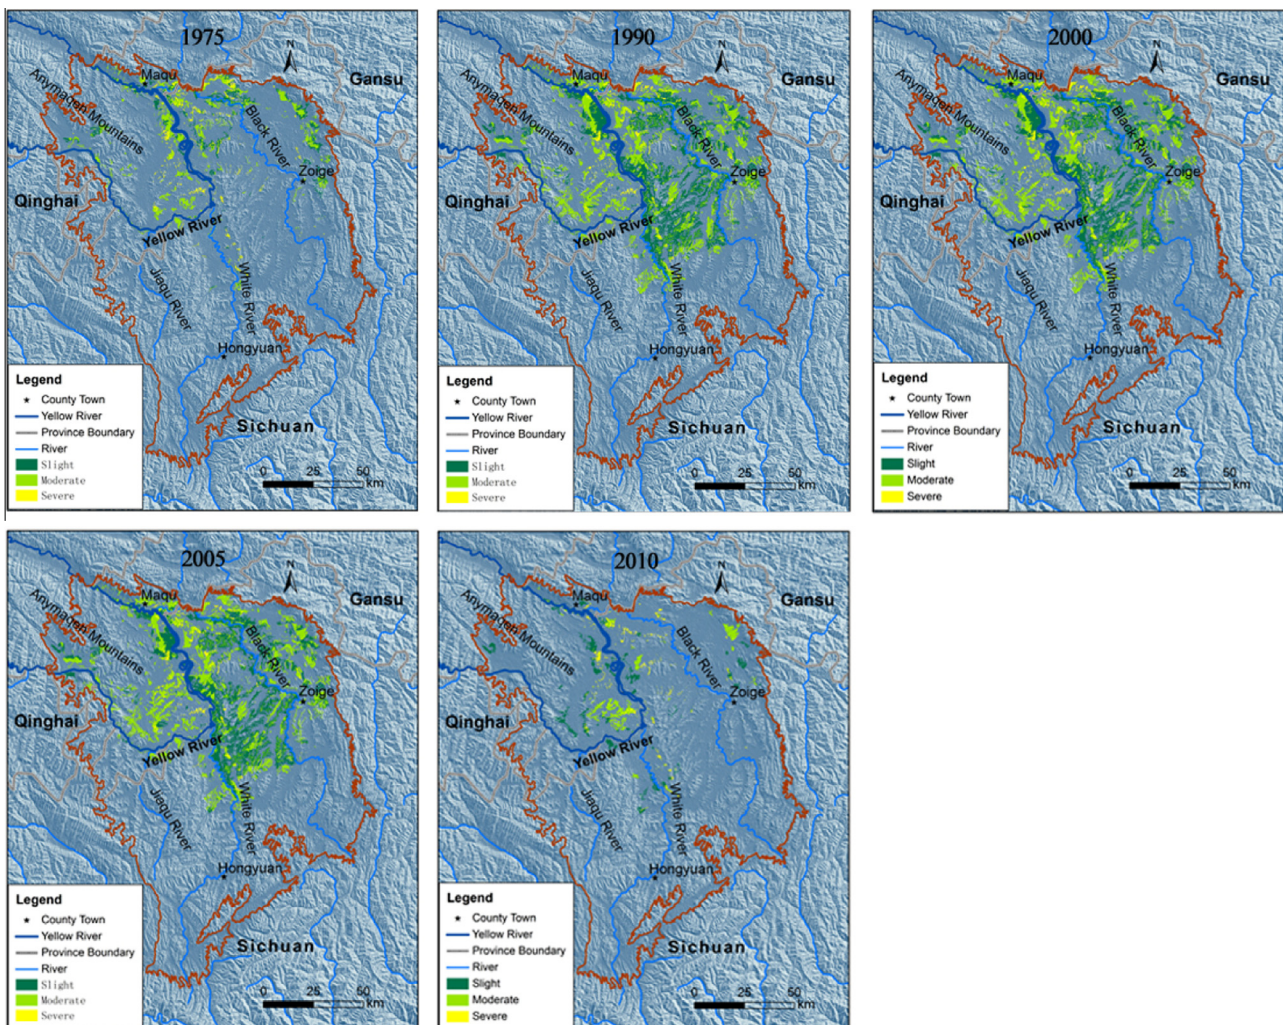 1975
N
Gansu
Maqu
Anymaqen Mountains
Black River
Zoige
Qinghai
Yellow River
Jiaqu River
White River
Hongyuan
Sichuan
Legend
County Town
Yellow River
Province Boundary
River
Slight
Moderate
Severe
0 25 50
km
1990
N
Gansu
Maqu
Anymaqen Mountains
Black River
Zoige
Qinghai
Yellow River
Jiaqu River
White River
Hongyuan
Sichuan
Legend
County Town
Yellow River
Province Boundary
River
Slight
Moderate
Severe
0 25 50
km
2000
N
Gansu
Maqu
Anymaqen Mountains
Black River
Zoige
Qinghai
Yellow River
Jiaqu River
White River
Hongyuan
Sichuan
Legend
County Town
Yellow River
Province Boundary
River
Slight
Moderate
Severe
0 25 50
km
2005
N
Gansu
Maqu
Anymaqen Mountains
Black River
Zoige
Qinghai
Yellow River
Jiaqu River
White River
Hongyuan
Sichuan
Legend
County Town
Yellow River
Province Boundary
River
Slight
Moderate
Severe
0 25 50
km
2010
N
Gansu
Maqu
Anymaqen Mountains
Black River
Zoige
Qinghai
Yellow River
Jiaqu River
White River
Hongyuan
Sichuan
Legend
County Town
Yellow River
Province Boundary
River
Slight
Moderate
Severe
0 25 50
km